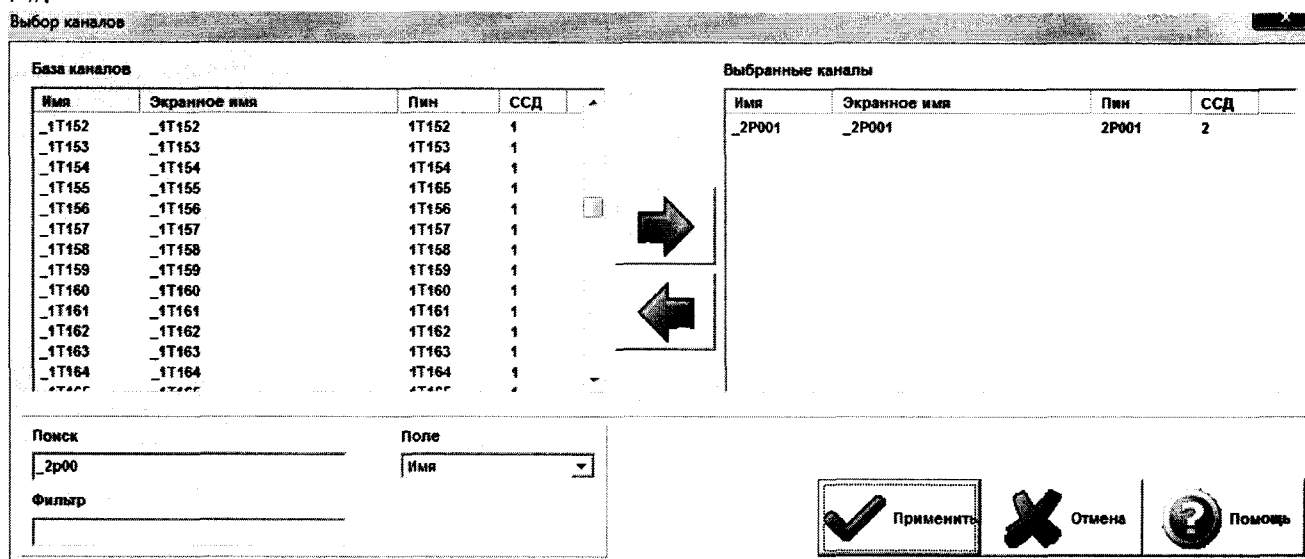 Выбор каналов
X
База каналов
Имя Экранное имя Пин ССД
_1T152 _1T152 1T152 1
_1T153 _1T153 1T153 1
_1T154 _1T154 1T154 1
_1T155 _1T155 1T165 1
_1T156 _1T156 1T156 1
_1T157 _1T157 1T157 1
_1T158 _1T158 1T158 1
_1T159 _1T159 1T159 1
_1T160 _1T160 1T160 1
_1T161 _1T161 1T161 1
_1T162 _1T162 1T162 1
_1T163 _1T163 1T163 1
_1T164 _1T164 1T164 1
Выбранные каналы
Имя Экранное имя Пин ССД
_2P001 _2P001 2P001 2
Поиск
_2p00
Поле
Имя
Фильтр
Применить
Отмена
Помощь